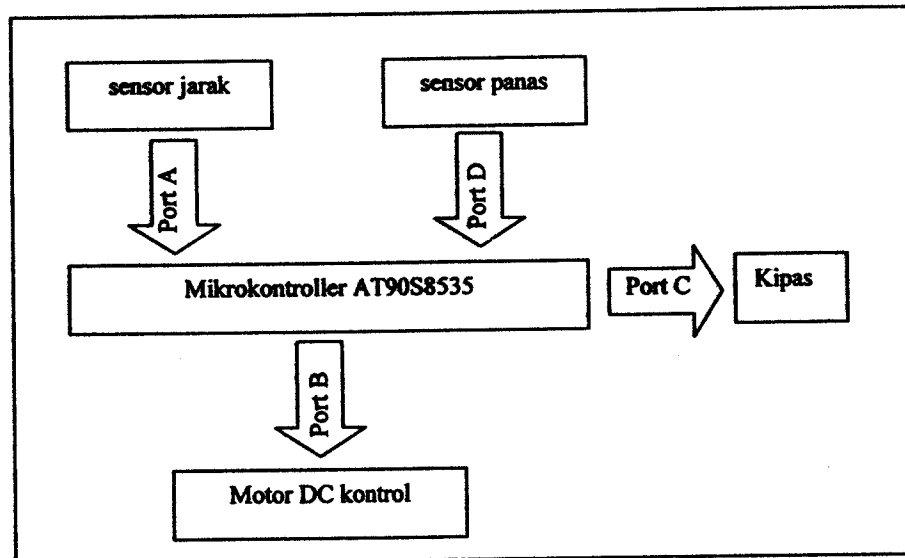 sensor jarak
sensor panas
Port A
Port D
Mikrokontroller AT90S8535
Port C
Kipas
Port B
Motor DC kontrol